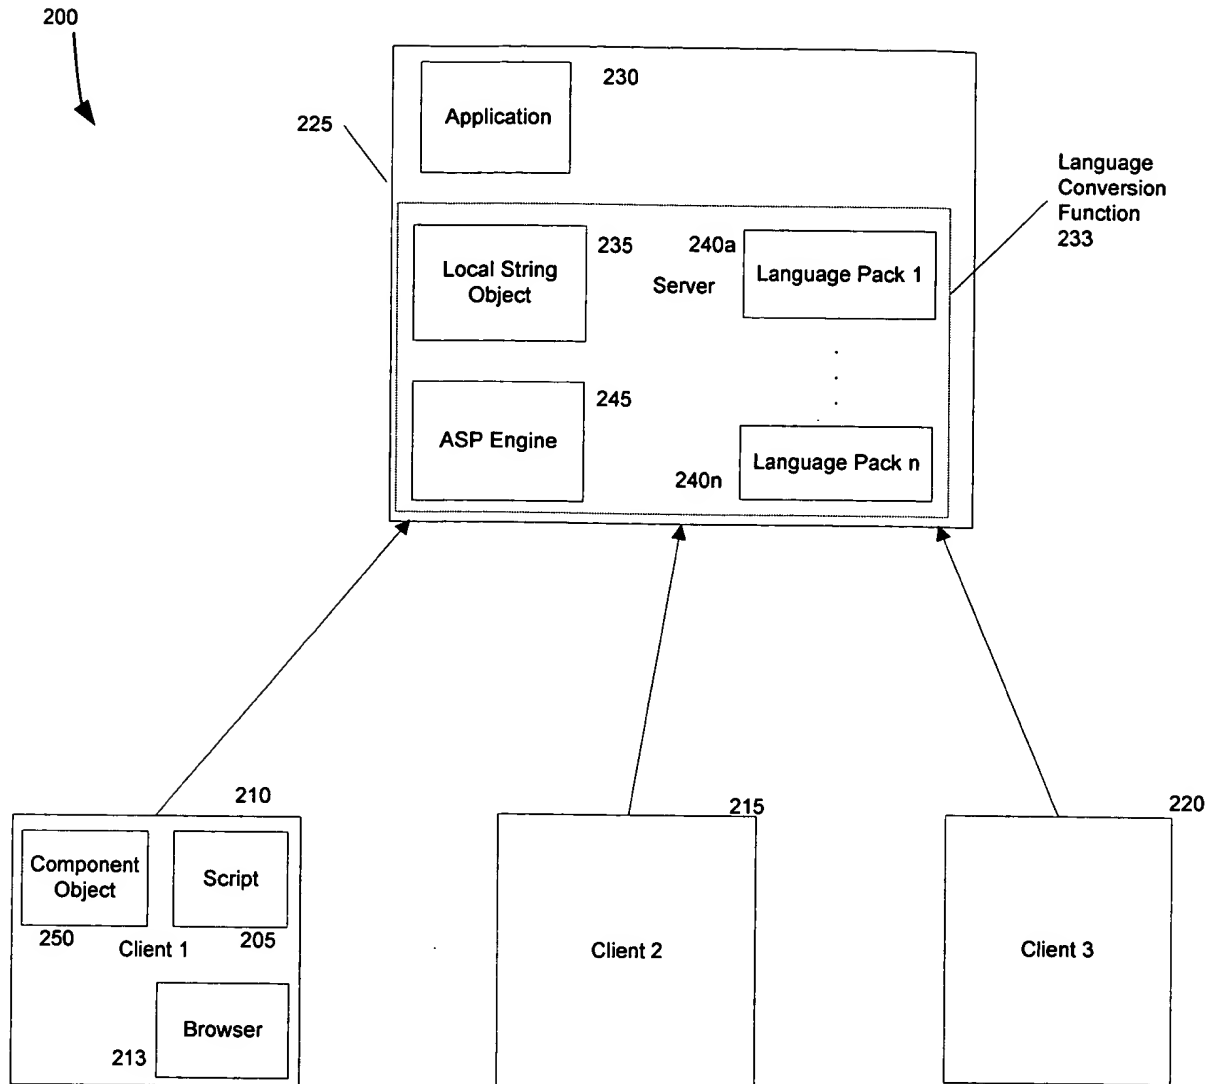 200
230
Application
225
Language
Conversion
Function
233
235
240a
Local String
Object
Server
Language Pack 1
245
ASP Engine
Language Pack n
240n
210
215
220
Component
Object
Script
250
205
Client 1
Client 2
Client 3
Browser
213